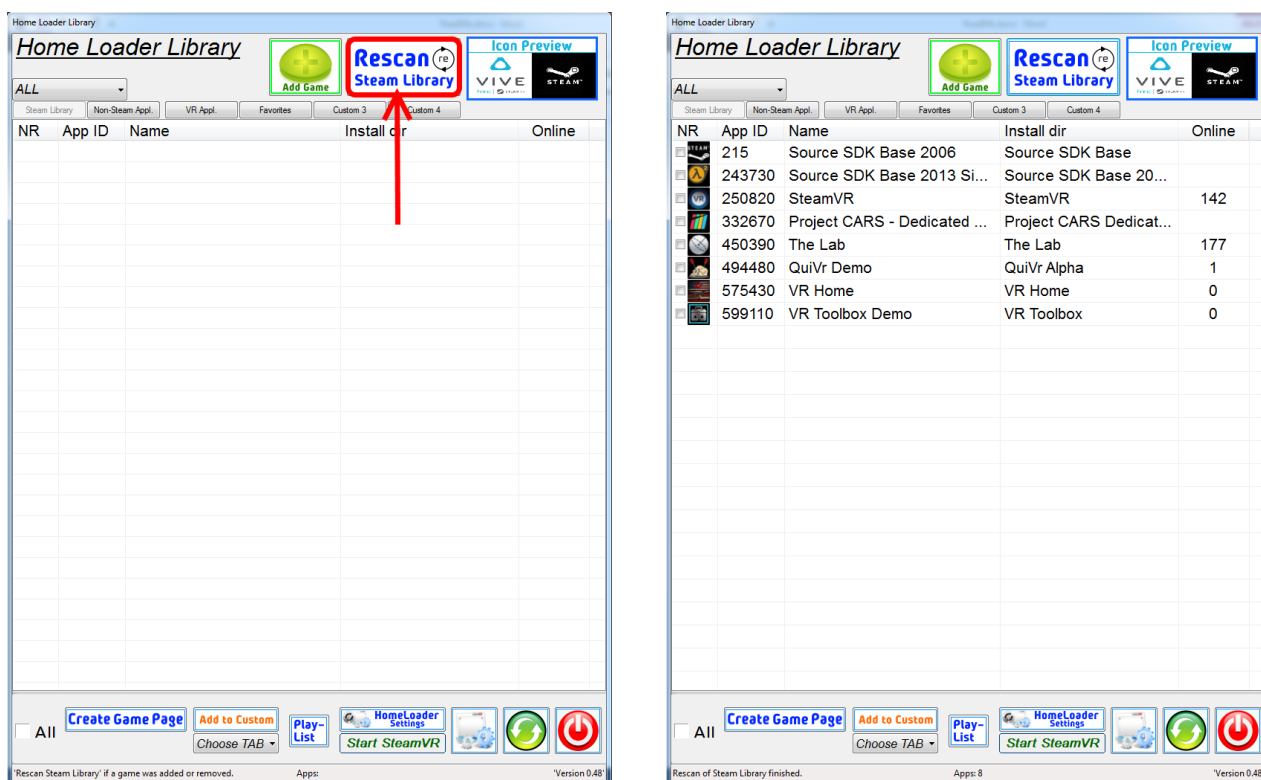 Home Loader Library
Home Loader Library
Add Game
Rescan re
Steam Library
Icon Preview
VIVE
STEAM
ALL
Steam Library Non-Steam Appl. VR Appl. Favorites Custom 3 Custom 4
NR App ID Name Install dir Online
All
Create Game Page
Add to Custom
Choose TAB
Play-
List
HomeLoader
Settings
Start SteamVR
'Rescan Steam Library' if a game was added or removed. Apps: 'Version 0.48'
Home Loader Library
Home Loader Library
Add Game
Rescan re
Steam Library
Icon Preview
VIVE
STEAM
ALL
Steam Library Non-Steam Appl. VR Appl. Favorites Custom 3 Custom 4
NR App ID Name Install dir Online
215 Source SDK Base 2006 Source SDK Base
243730 Source SDK Base 2013 Si... Source SDK Base 20...
250820 SteamVR SteamVR 142
332670 Project CARS - Dedicated ... Project CARS Dedicat...
450390 The Lab The Lab 177
494480 QuiVr Demo QuiVr Alpha 1
575430 VR Home VR Home 0
599110 VR Toolbox Demo VR Toolbox 0
All
Create Game Page
Add to Custom
Choose TAB
Play-
List
HomeLoader
Settings
Start SteamVR
Rescan of Steam Library finished. Apps: 8 'Version 0.48